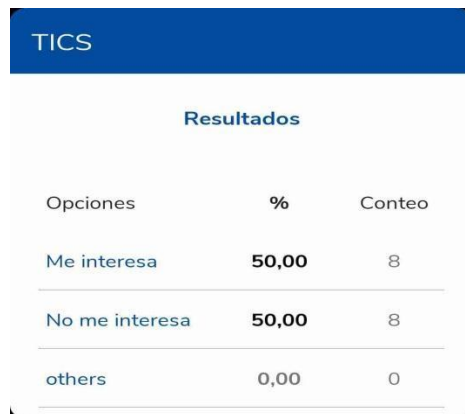 TICS
Resultados
Opciones % Conteo
Me interesa 50,00 8
No me interesa 50,00 8
others 0,00 0